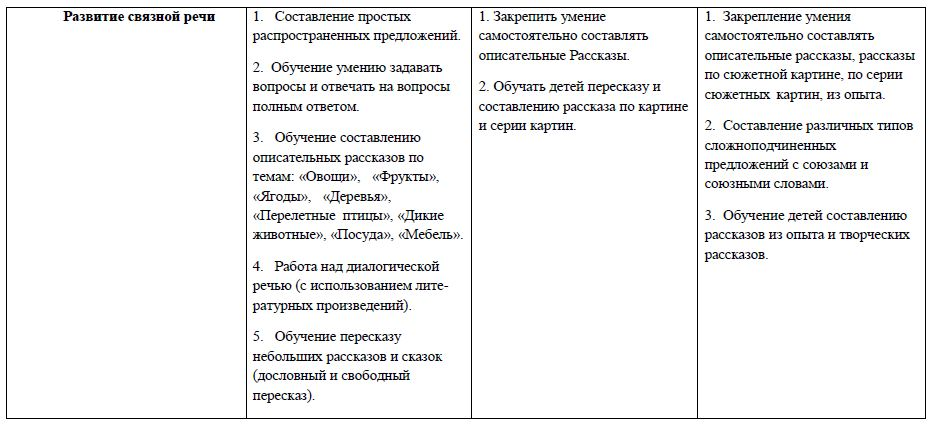 Развитие связной речи
1. Составление простых
распространенных предложений.
2. Обучение умению задавать
вопросы и отвечать на вопросы
полным ответом.
3. Обучение составлению
описательных рассказов по
темам: «Овощи», «Фрукты»,
«Ягоды», «Деревья»,
«Перелетные птицы», «Дикие
животные», «Посуда», «Мебель».
4. Работа над диалогической
речью (с использованием лите-
ратурных произведений).
5. Обучение пересказу
небольших рассказов и сказок
(дословный и свободный
пересказ).
1. Закрепить умение
самостоятельно составлять
описательные Рассказы.
2. Обучать детей пересказу и
составлению рассказа по картине
и серии картин.
1. Закрепление умения
самостоятельно составлять
описательные рассказы, рассказы
по сюжетной картине, по серии
сюжетных картин, из опыта.
2. Составление различных типов
сложноподчиненных
предложений с союзами и
союзными словами.
3. Обучение детей составлению
рассказов из опыта и творческих
рассказов.